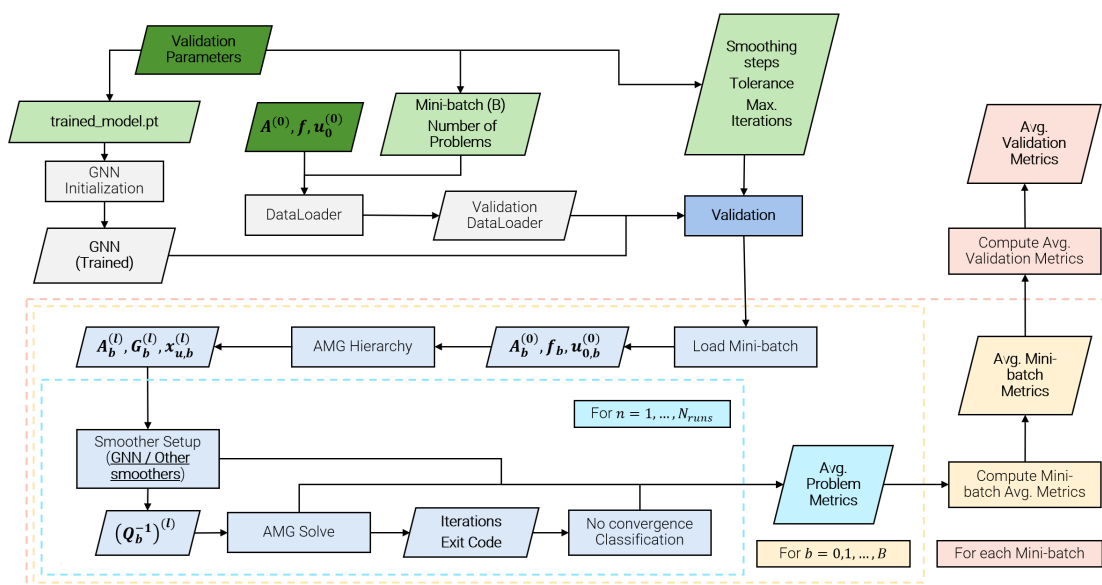 Validation
Parameters
Smoothing
steps
Tolerance
Max.
Iterations
trained_model.pt
𝑨⁽⁰⁾, 𝒇, 𝒖₀⁽⁰⁾
Mini-batch (B)
Number of
Problems
Avg.
Validation
Metrics
GNN
Initialization
DataLoader
Validation
DataLoader
Validation
GNN
(Trained)
Compute Avg.
Validation Metrics
𝑨_b^(l), 𝑮_b^(l), 𝒙_{u,b}^(l)
AMG Hierarchy
𝑨_b^(0), 𝒇_b, 𝒖_{0,b}^(0)
Load Mini-batch
Avg. Mini-
batch
Metrics
For n = 1, … , N_runs
Smoother Setup
(GNN / Other
smoothers)
Avg.
Problem
Metrics
Compute Mini-
batch Avg. Metrics
(𝑸_b^−1)^(l)
AMG Solve
Iterations
Exit Code
No convergence
Classification
For b = 0,1, … , B
For each Mini-batch